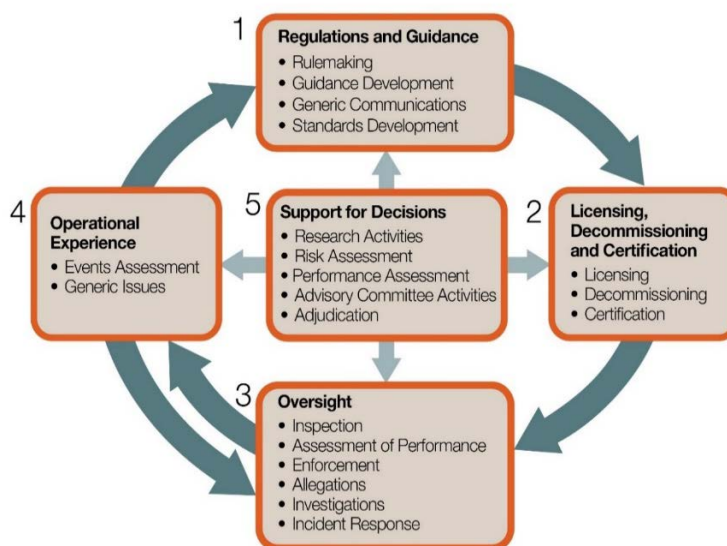 1
Regulations and Guidance
• Rulemaking
• Guidance Development
• Generic Communications
• Standards Development
4
Operational
Experience
• Events Assessment
• Generic Issues
5
Support for Decisions
• Research Activities
• Risk Assessment
• Performance Assessment
• Advisory Committee Activities
• Adjudication
2
Licensing,
Decommissioning
and Certification
• Licensing
• Decommissioning
• Certification
3
Oversight
• Inspection
• Assessment of Performance
• Enforcement
• Allegations
• Investigations
• Incident Response